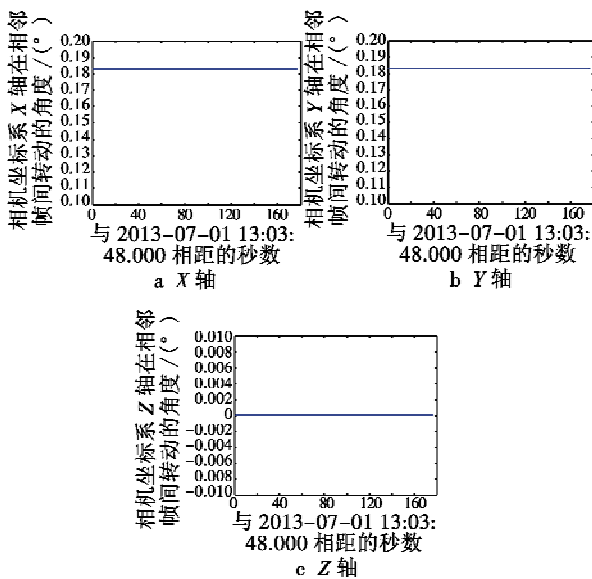 相机坐标系 X 轴在相邻
帧间转动的角度 /(°)
0.20
0.19
0.18
0.17
0.16
0.15
0.14
0.13
0.12
0.11
0.10
0 40 80 120 160
与 2013-07-01 13:03:
48.000 相距的秒数
a X 轴
相机坐标系 Y 轴在相邻
帧间转动的角度 /(°)
0.20
0.19
0.18
0.17
0.16
0.15
0.14
0.13
0.12
0.11
0.10
0 40 80 120 160
与 2013-07-01 13:03:
48.000 相距的秒数
b Y 轴
相机坐标系 Z 轴在相邻
帧间转动的角度 /(°)
0.010
0.008
0.006
0.004
0.002
0
-0.002
-0.004
-0.006
0.008
-0.010
0 40 80 120 160
与 2013-07-01 13:03:
48.000 相距的秒数
c Z 轴